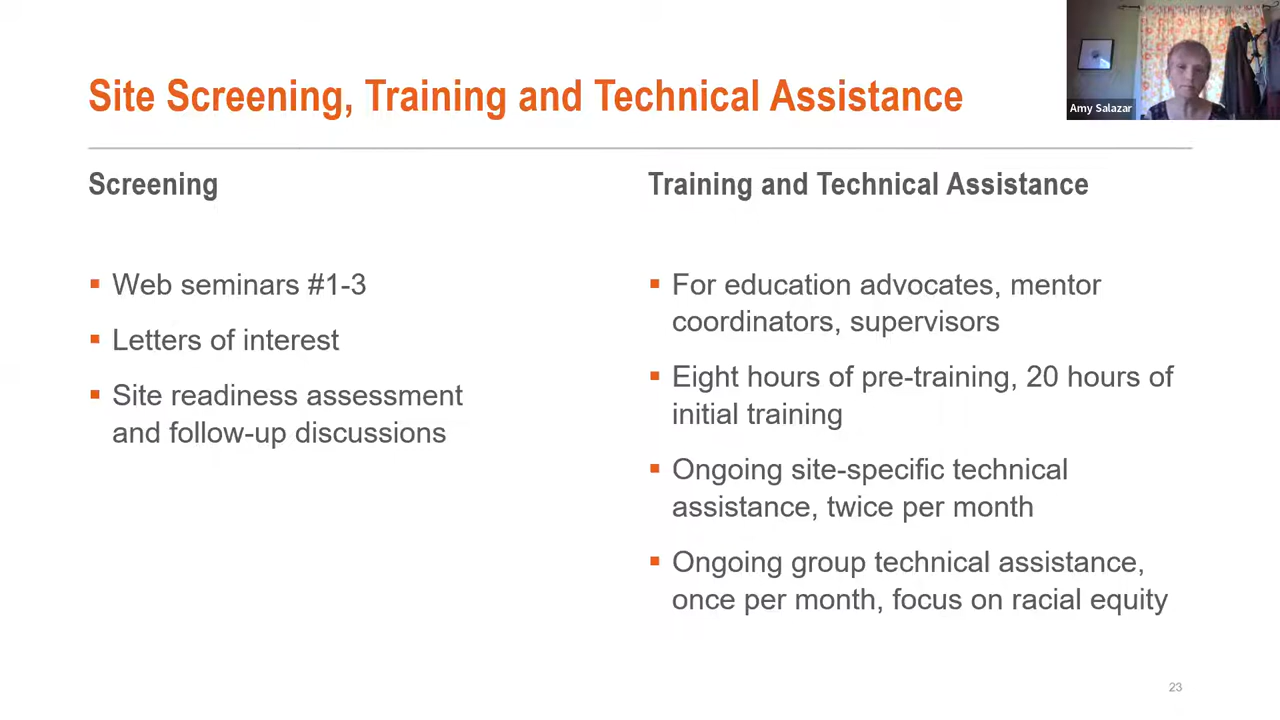 Site Screening, Training and Technical Assistance
Amy Salazar
Screening
Web seminars #1-3
Letters of interest
Site readiness assessment
and follow-up discussions
Training and Technical Assistance
For education advocates, mentor
coordinators, supervisors
Eight hours of pre-training, 20 hours of
initial training
Ongoing site-specific technical
assistance, twice per month
Ongoing group technical assistance,
once per month, focus on racial equity
23